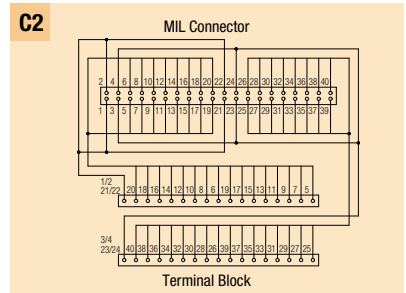 C2
MIL Connector
2 4 6 8 10 12 14 16 18 20 22 24 26 28 30 32 34 36 38 40
1 3 5 7 9 11 13 15 17 19 21 23 25 27 29 31 33 35 37 39
1/2
21/22 20 18 16 14 12 10 8 6 19 17 15 13 11 9 7 5
3/4
23/24 40 38 36 34 32 30 28 26 39 37 35 33 31 29 27 25
Terminal Block